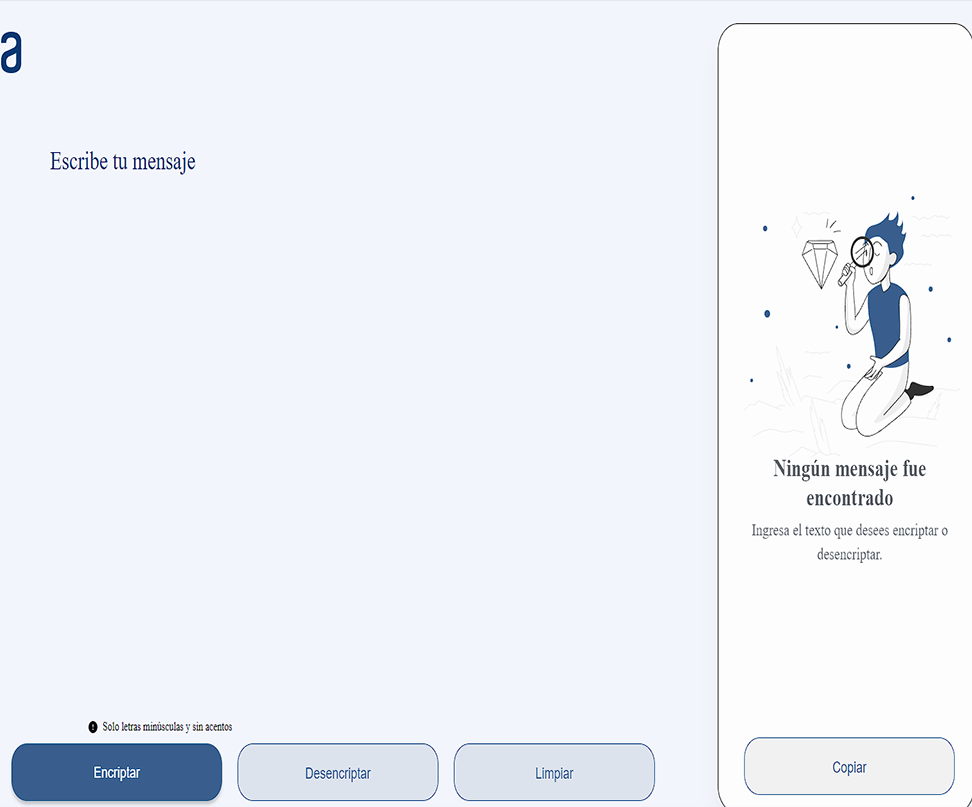 a
Escribe tu mensaje
Ningún mensaje fue
encontrado
Ingresa el texto que desees encriptar o
desencriptar.
Solo letras minúsculas y sin acentos
Encriptar
Desencriptar
Limpiar
Copiar